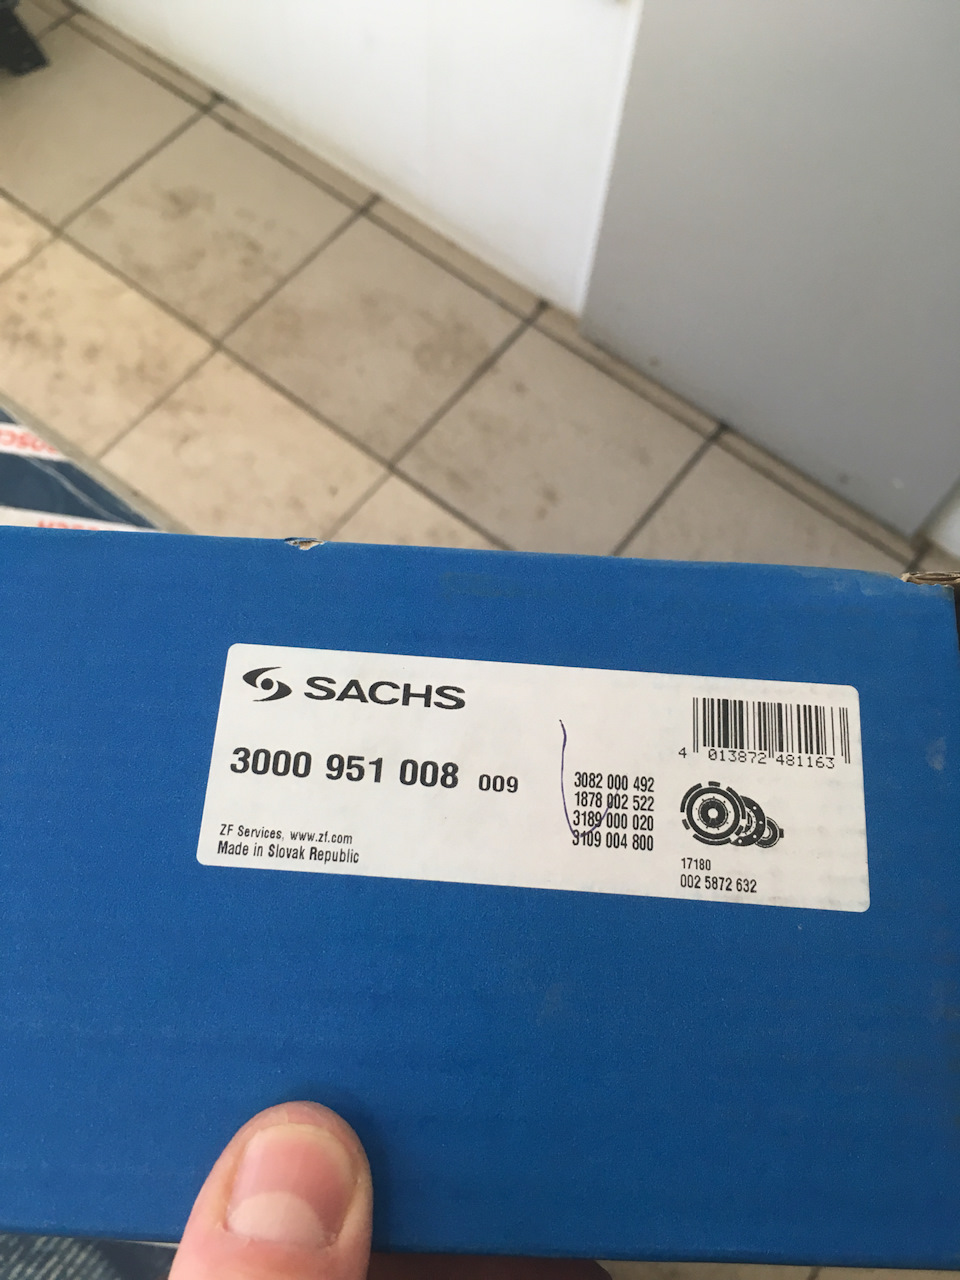 SACHS
3000 951 008 009
ZF Services, www.zf.com
Made in Slovak Republic
3082 000 492
1878 002 522
3189 000 020
3109 004 800
4 013872 481163
17180
002 5872 632